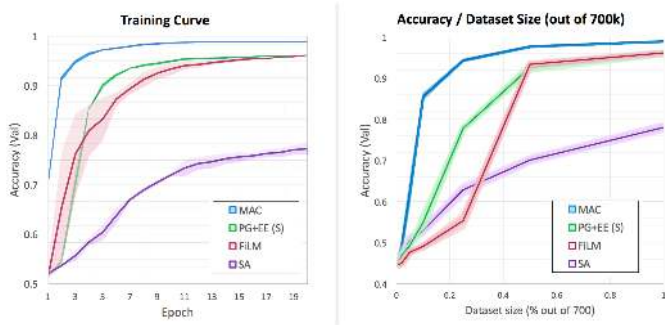 Training Curve
1
0.9
0.8
0.7
0.6
0.5
Accuracy (Val)
1 3 5 7 9 11 13 15 17 19
Epoch
MAC
PG+EE (S)
FiLM
SA
Accuracy / Dataset Size (out of 700k)
1
0.9
0.8
0.7
0.6
0.5
0.4
Accuracy (Val)
0 0.2 0.4 0.6 0.8 1
Dataset size (% out of 700)
MAC
PG+EE (S)
FiLM
SA